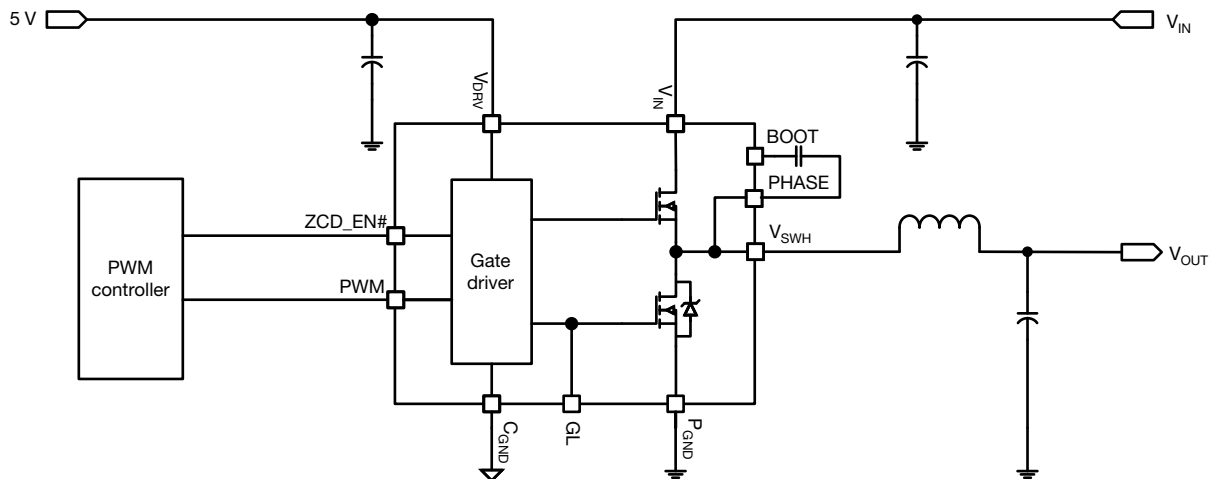 5 V
V_IN
V_DRV
V_IN
BOOT
PHASE
ZCD_EN#
V_SWH
PWM
controller
Gate
driver
V_OUT
PWM
C_GND
GL
P_GND